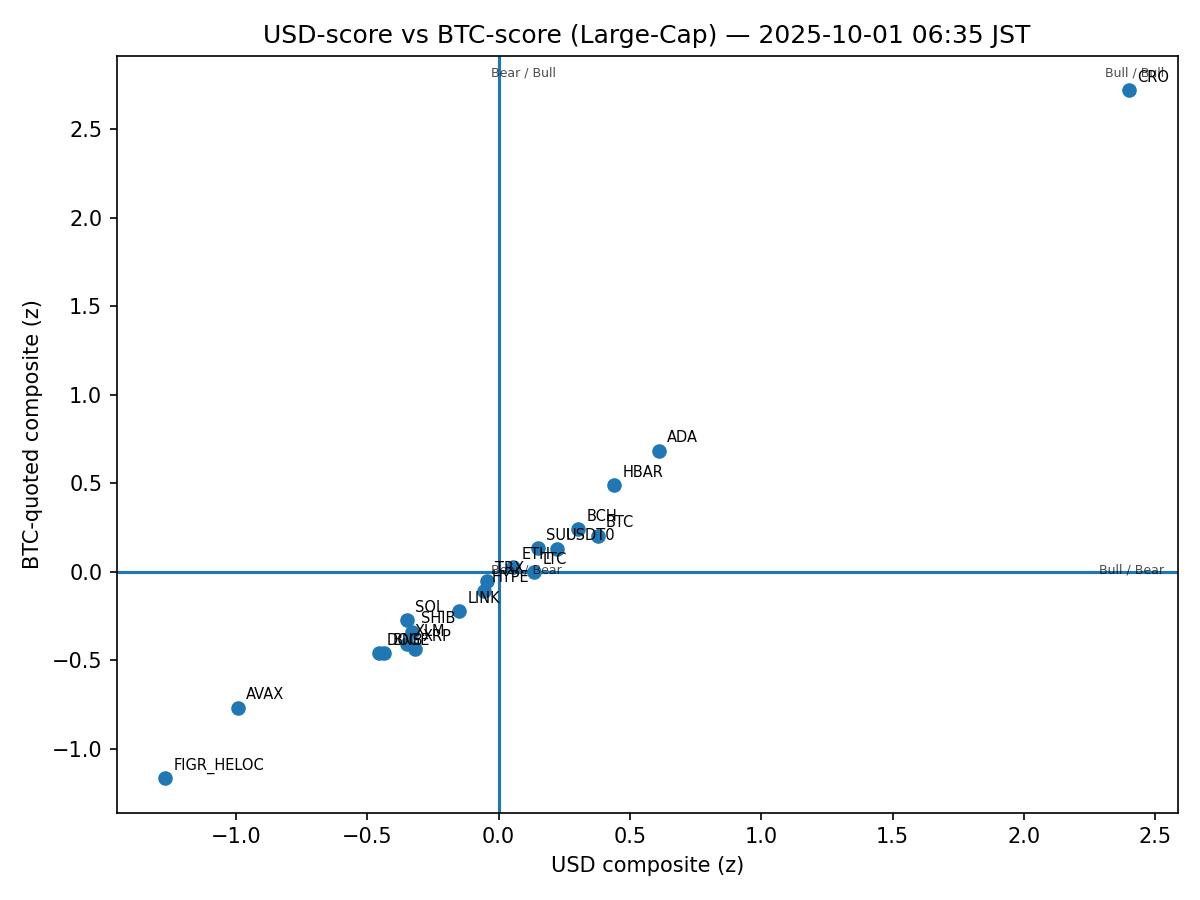 USD-score vs BTC-score (Large-Cap) — 2025-10-01 06:35 JST
Bear / Bull
Bull / Bull
CRO
2.5
2.0
1.5
1.0
0.5
0.0
−0.5
−1.0
BTC-quoted composite (z)
ADA
HBAR
BCH
BTC
SUI
USDT0
ETH
LTC
TRX
HYPE
Bear / Bear
Bull / Bear
LINK
SOL
SHIB
XLM
XRP
AVAX
FIGR_HELOC
−1.0
−0.5
0.0
0.5
1.0
1.5
2.0
2.5
USD composite (z)